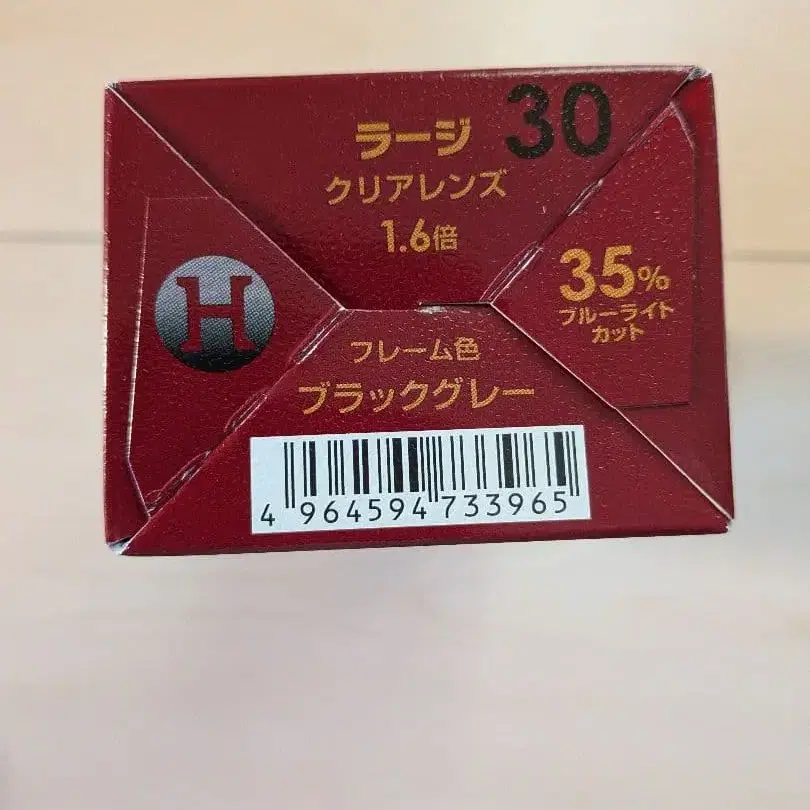 ラージ 30
クリアレンズ
1.6倍
35%
ブルーライト
カット
H
フレーム色
ブラックグレー
4 964594 733965